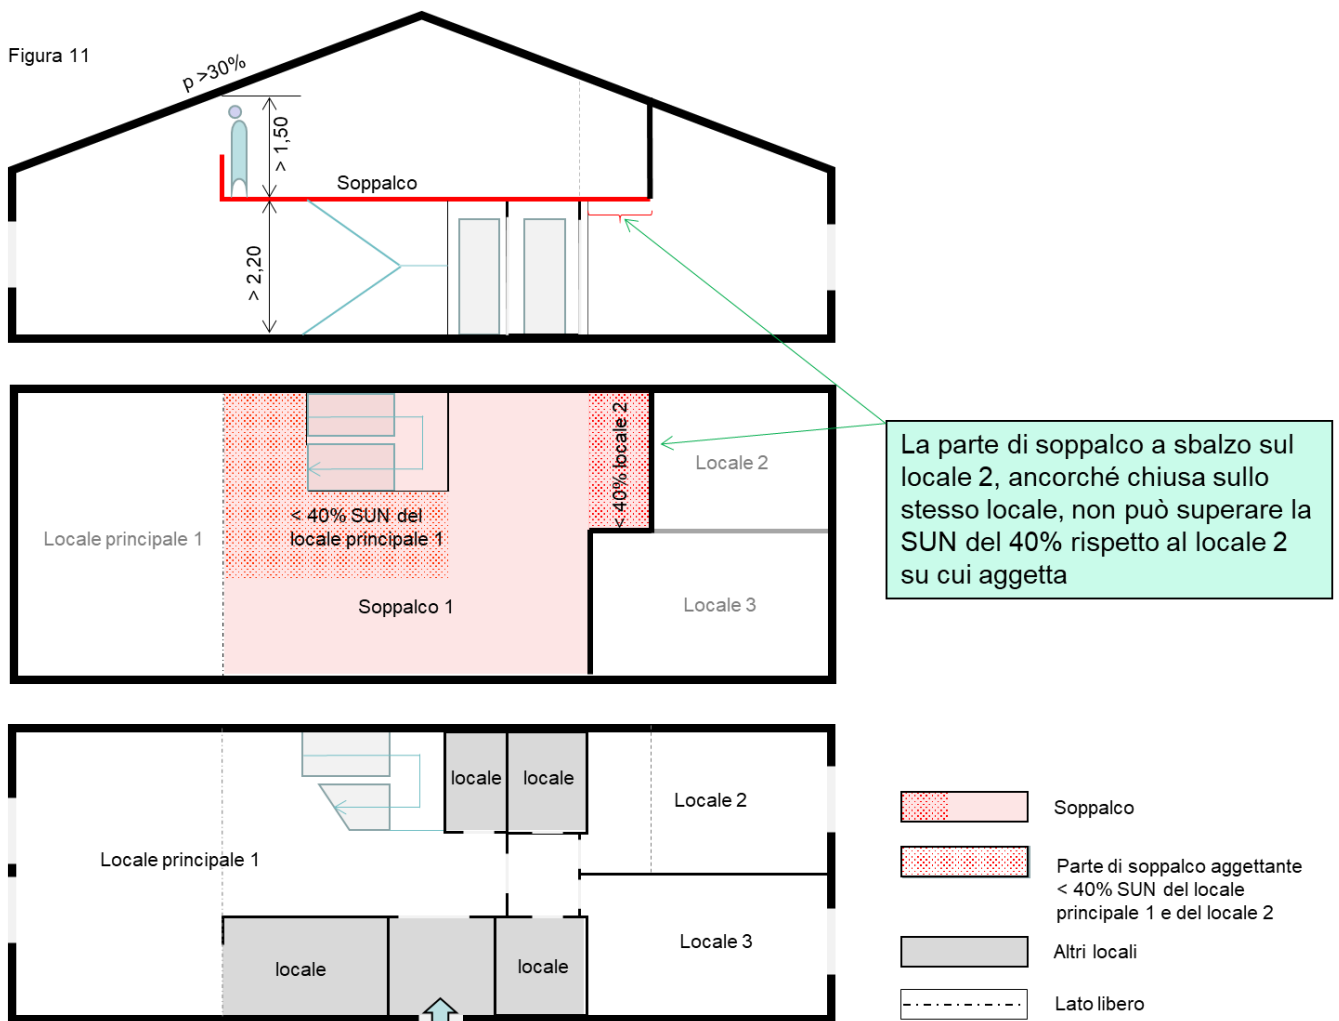 Figura 11
p >30%
> 1,50
Soppalco
> 2,20
Locale principale 1
< 40% SUN del
locale principale 1
Soppalco 1
< 40% locale 2
Locale 2
Locale 3
La parte di soppalco a sbalzo sul
locale 2, ancorché chiusa sullo
stesso locale, non può superare la
SUN del 40% rispetto al locale 2
su cui aggetta
locale
locale
Locale 2
Locale principale 1
Locale 3
locale
locale
Soppalco
Parte di soppalco aggettante
< 40% SUN del locale
principale 1 e del locale 2
Altri locali
Lato libero